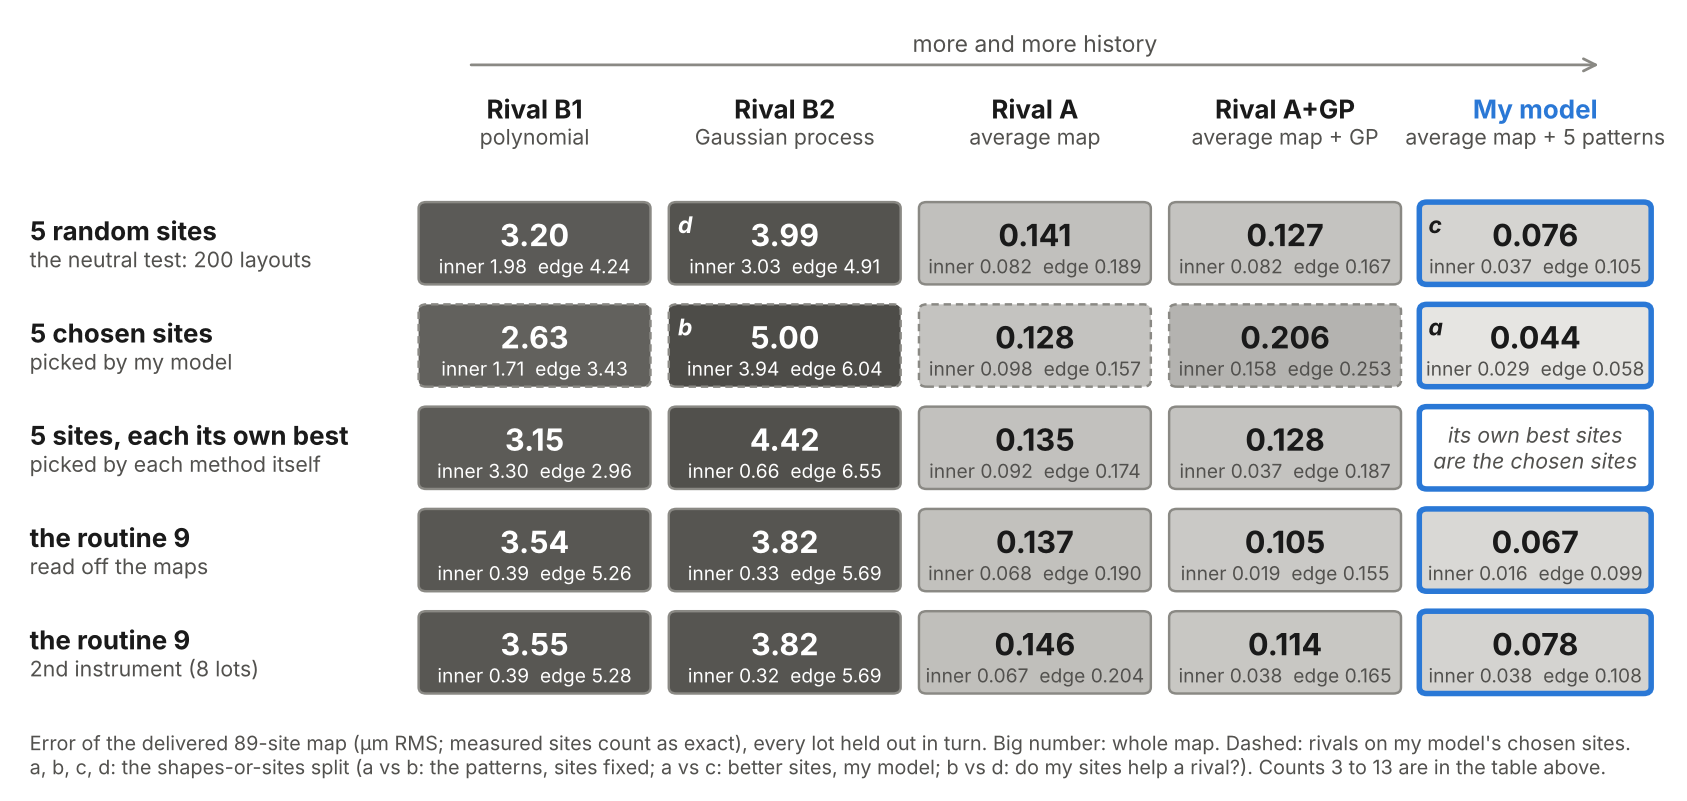 more and more history
Rival B1 Rival B2 Rival A Rival A+GP My model
polynomial Gaussian process average map average map + GP average map + 5 patterns
5 random sites
the neutral test: 200 layouts
3.20
inner 1.98 edge 4.24
d 3.99
inner 3.03 edge 4.91
0.141
inner 0.082 edge 0.189
0.127
inner 0.082 edge 0.167
c 0.076
inner 0.037 edge 0.105
5 chosen sites
picked by my model
2.63
inner 1.71 edge 3.43
b 5.00
inner 3.94 edge 6.04
0.128
inner 0.098 edge 0.157
0.206
inner 0.158 edge 0.253
a 0.044
inner 0.029 edge 0.058
5 sites, each its own best
picked by each method itself
3.15
inner 3.30 edge 2.96
4.42
inner 0.66 edge 6.55
0.135
inner 0.092 edge 0.174
0.128
inner 0.037 edge 0.187
its own best sites
are the chosen sites
the routine 9
read off the maps
3.54
inner 0.39 edge 5.26
3.82
inner 0.33 edge 5.69
0.137
inner 0.068 edge 0.190
0.105
inner 0.019 edge 0.155
0.067
inner 0.016 edge 0.099
the routine 9
2nd instrument (8 lots)
3.55
inner 0.39 edge 5.28
3.82
inner 0.32 edge 5.69
0.146
inner 0.067 edge 0.204
0.114
inner 0.038 edge 0.165
0.078
inner 0.038 edge 0.108
Error of the delivered 89-site map (µm RMS; measured sites count as exact), every lot held out in turn. Big number: whole map. Dashed: rivals on my model's chosen sites.
a, b, c, d: the shapes-or-sites split (a vs b: the patterns, sites fixed; a vs c: better sites, my model; b vs d: do my sites help a rival?). Counts 3 to 13 are in the table above.